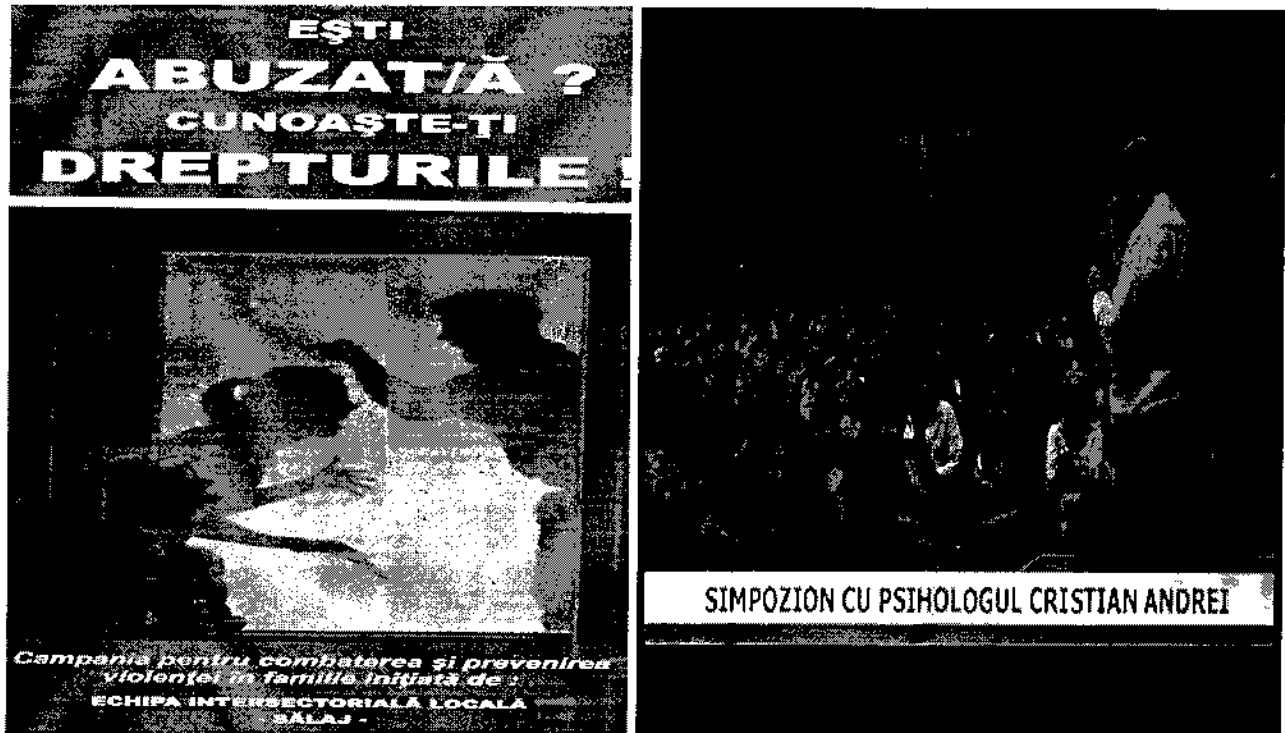 EŞTI
ABUZAT/Ă ?
CUNOAŞTE-ŢI
DREPTURILE !
Campania pentru combaterea şi prevenirea
violenţei în familie iniţiată de :
ECHIPA INTERSECTORIALĂ LOCALĂ
- SĂLAJ -
SIMPOZION CU PSIHOLOGUL CRISTIAN ANDREI